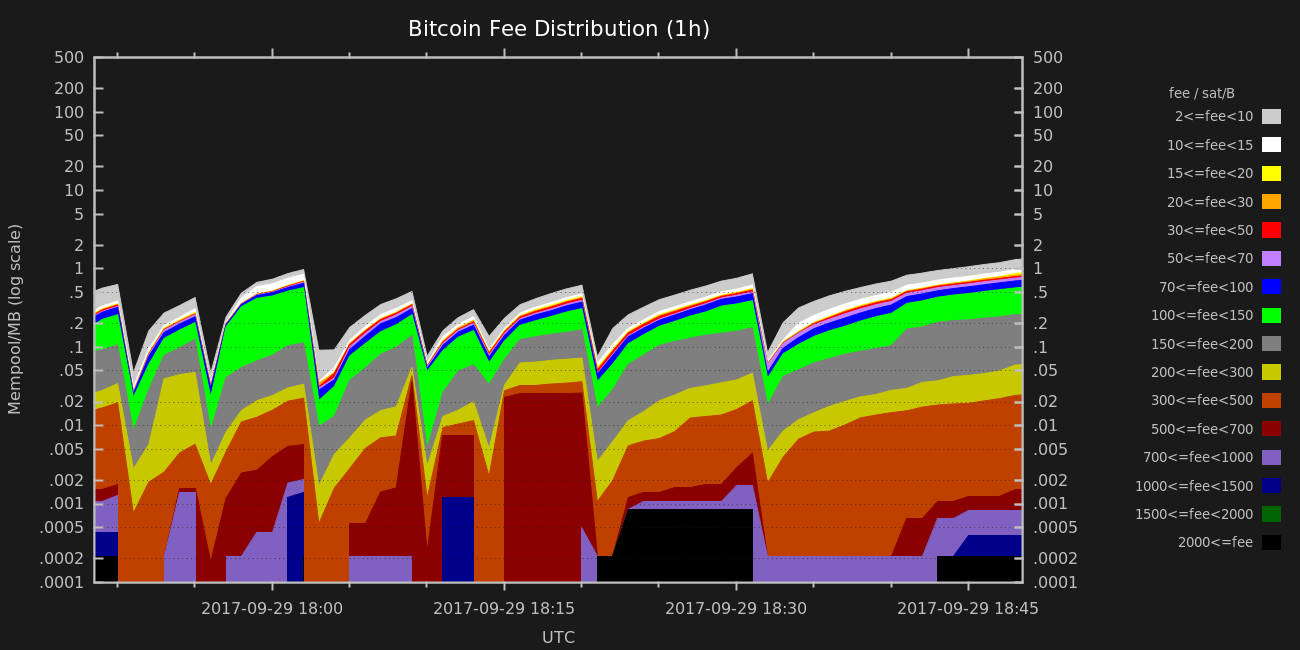 Bitcoin Fee Distribution (1h)
Mempool/MB (log scale)
500
200
100
50
20
10
5
2
1
.5
.2
.1
.05
.02
.01
.005
.002
.001
.0005
.0002
.0001
500
200
100
50
20
10
5
2
1
.5
.2
.1
.05
.02
.01
.005
.002
.001
.0005
.0002
.0001
2017-09-29 18:00 2017-09-29 18:15 2017-09-29 18:30 2017-09-29 18:45
UTC
fee / sat/B
2<=fee<10
10<=fee<15
15<=fee<20
20<=fee<30
30<=fee<50
50<=fee<70
70<=fee<100
100<=fee<150
150<=fee<200
200<=fee<300
300<=fee<500
500<=fee<700
700<=fee<1000
1000<=fee<1500
1500<=fee<2000
2000<=fee